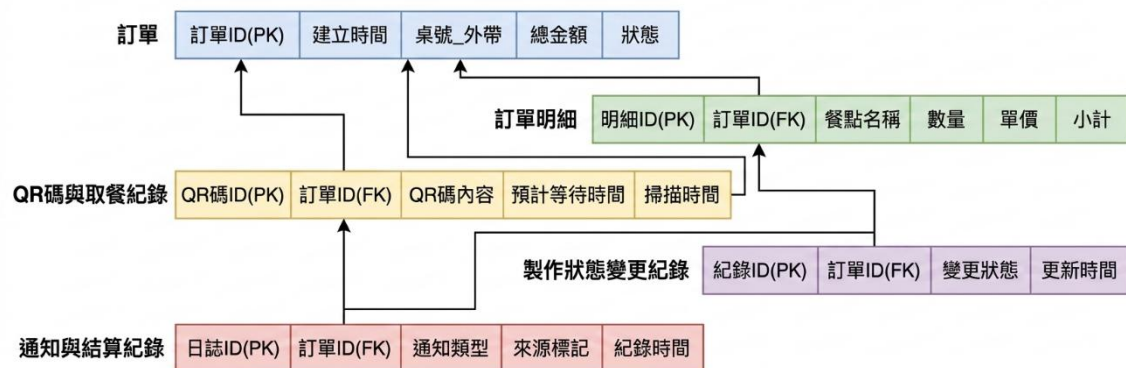 訂單 訂單ID(PK) 建立時間 桌號_外帶 總金額 狀態
訂單明細 明細ID(PK) 訂單ID(FK) 餐點名稱 數量 單價 小計
QR碼與取餐紀錄 QR碼ID(PK) 訂單ID(FK) QR碼內容 預計等待時間 掃描時間
製作狀態變更紀錄 紀錄ID(PK) 訂單ID(FK) 變更狀態 更新時間
通知與結算紀錄 日誌ID(PK) 訂單ID(FK) 通知類型 來源標記 紀錄時間